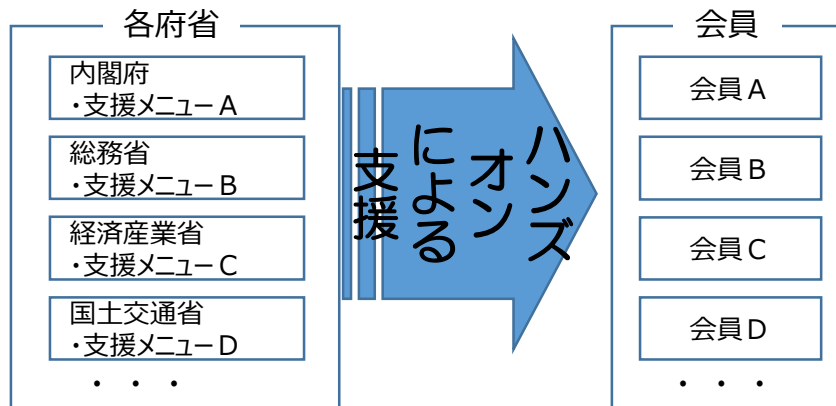 各府省
内閣府
・支援メニューA
総務省
・支援メニューB
経済産業省
・支援メニューC
国土交通省
・支援メニューD
・・・
ハンズ
オン
による
支援
会員
会員A
会員B
会員C
会員D
・・・